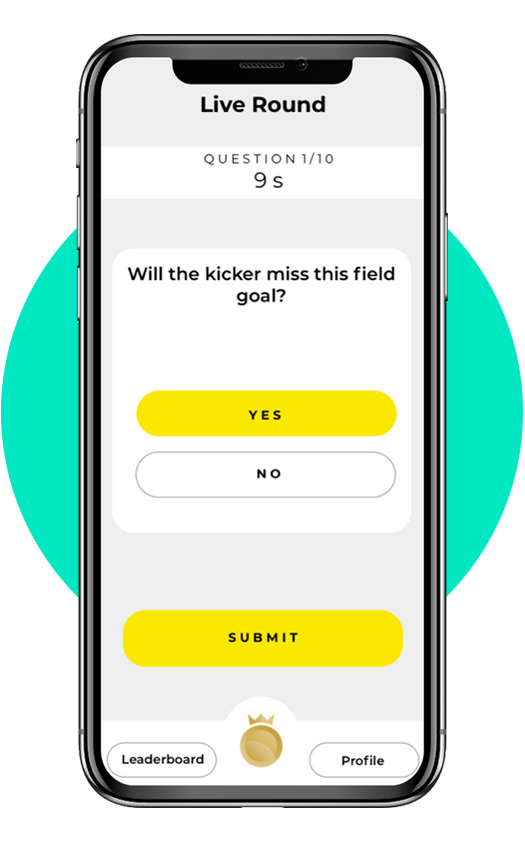 Live Round
QUESTION 1/10
9 s
Will the kicker miss this field
goal?
YES
NO
SUBMIT
Leaderboard
Profile